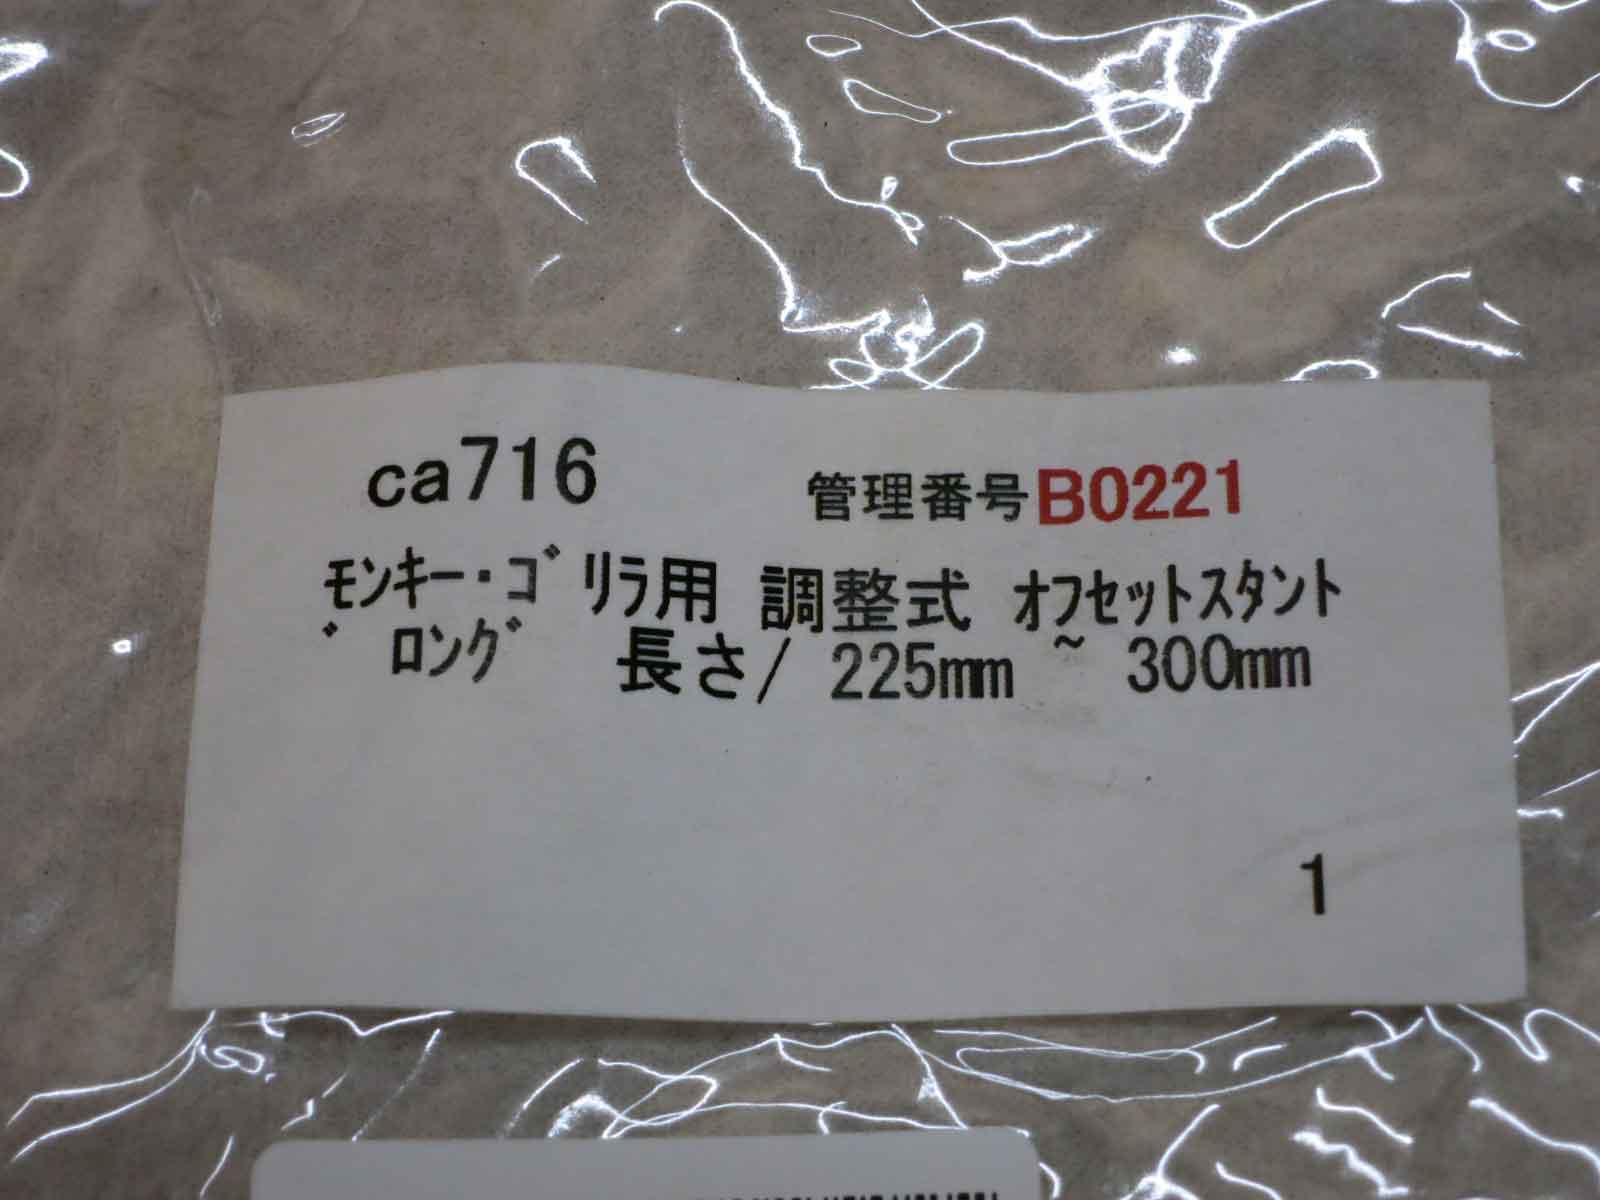 ca716 管理番号B0221
ﾓﾝｷｰ・ｺﾞﾘﾗ用 調整式 ｵﾌｾｯﾄｽﾀﾝﾄ
ﾞ ﾛﾝｸﾞ 長さ/ 225mm ~ 300mm
1